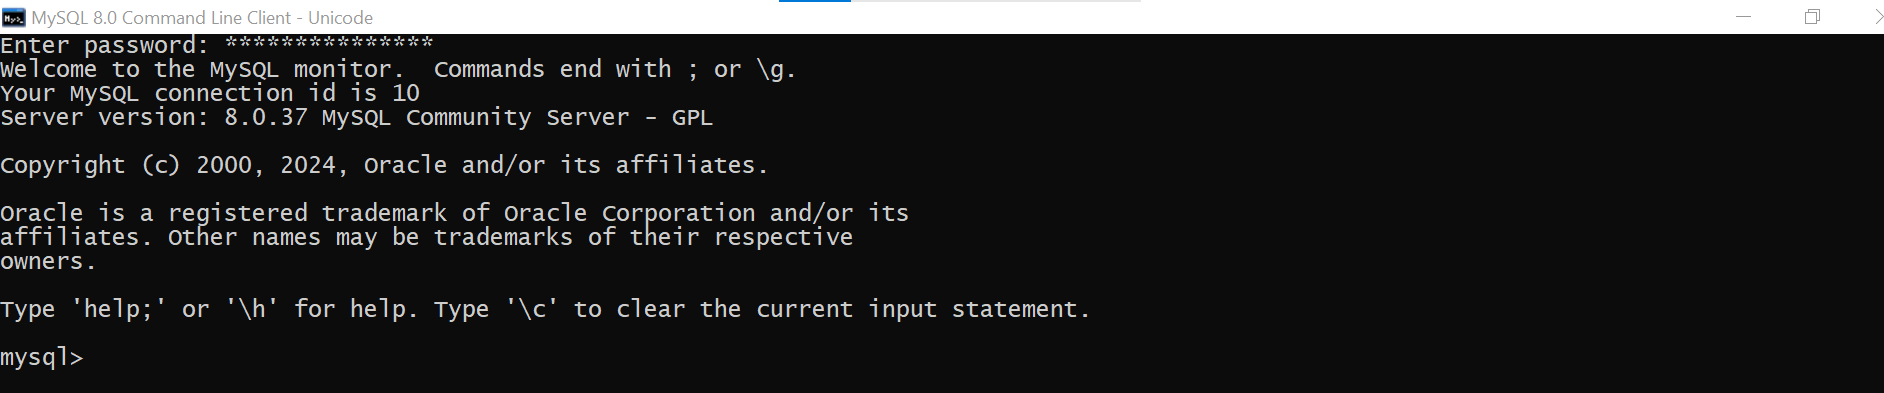 MySQL 8.0 Command Line Client - Unicode
Enter password: ***************
Welcome to the MySQL monitor.  Commands end with ; or \g.
Your MySQL connection id is 10
Server version: 8.0.37 MySQL Community Server - GPL
Copyright (c) 2000, 2024, Oracle and/or its affiliates.
Oracle is a registered trademark of Oracle Corporation and/or its
affiliates. Other names may be trademarks of their respective
owners.
Type 'help;' or '\h' for help. Type '\c' to clear the current input statement.
mysql>